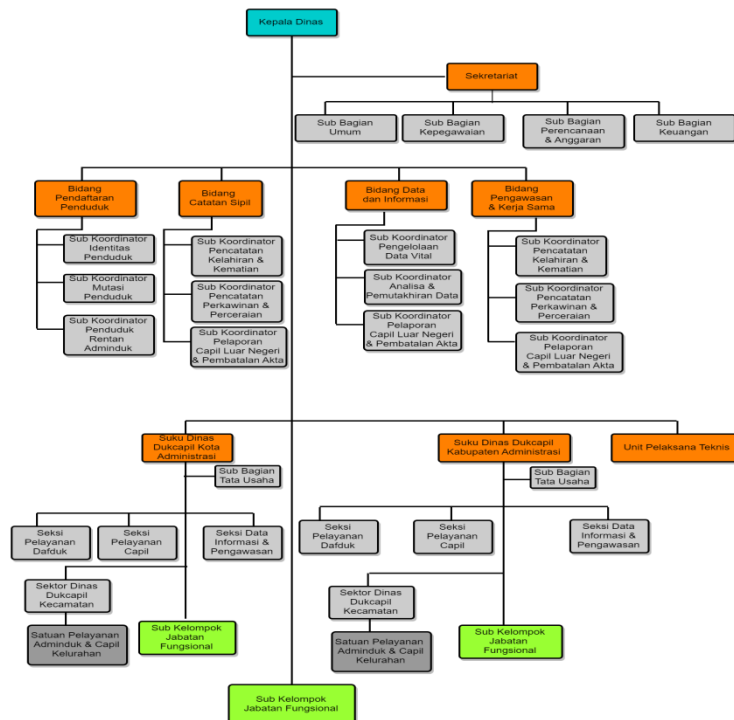 Kepala Dinas
Sekretariat
Sub Bagian
Umum
Sub Bagian
Kepegawaian
Sub Bagian
Perencanaan
& Anggaran
Sub Bagian
Keuangan
Bidang
Pendaftaran
Penduduk
Bidang
Catatan Sipil
Bidang Data
dan Informasi
Bidang
Pengawasan
& Kerja Sama
Sub Koordinator
Identitas
Penduduk
Sub Koordinator
Mutasi
Penduduk
Sub Koordinator
Penduduk
Rentan
Adminduk
Sub Koordinator
Pencatatan
Kelahiran &
Kematian
Sub Koordinator
Pencatatan
Perkawinan &
Perceraian
Sub Koordinator
Pelaporan
Capil Luar Negeri
& Pembatalan Akta
Sub Koordinator
Pengelolaan
Data Vital
Sub Koordinator
Analisa &
Pemutakhiran Data
Sub Koordinator
Pelaporan
Capil Luar Negeri
& Pembatalan Akta
Sub Koordinator
Pencatatan
Kelahiran &
Kematian
Sub Koordinator
Pencatatan
Perkawinan &
Perceraian
Sub Koordinator
Pelaporan
Capil Luar Negeri
& Pembatalan Akta
Suku Dinas
Dukcapil Kota
Administrasi
Suku Dinas Dukcapil
Kabupaten Administrasi
Unit Pelaksana Teknis
Sub Bagian
Tata Usaha
Sub Bagian
Tata Usaha
Seksi
Pelayanan
Dafduk
Seksi
Pelayanan
Capil
Seksi Data
Informasi &
Pengawasan
Seksi
Pelayanan
Dafduk
Seksi
Pelayanan
Capil
Seksi Data
Informasi &
Pengawasan
Sektor Dinas
Dukcapil
Kecamatan
Satuan Pelayanan
Adminduk & Capil
Kelurahan
Sub Kelompok
Jabatan
Fungsional
Sektor Dinas
Dukcapil
Kecamatan
Satuan Pelayanan
Adminduk & Capil
Kelurahan
Sub Kelompok
Jabatan
Fungsional
Sub Kelompok
Jabatan Fungsional